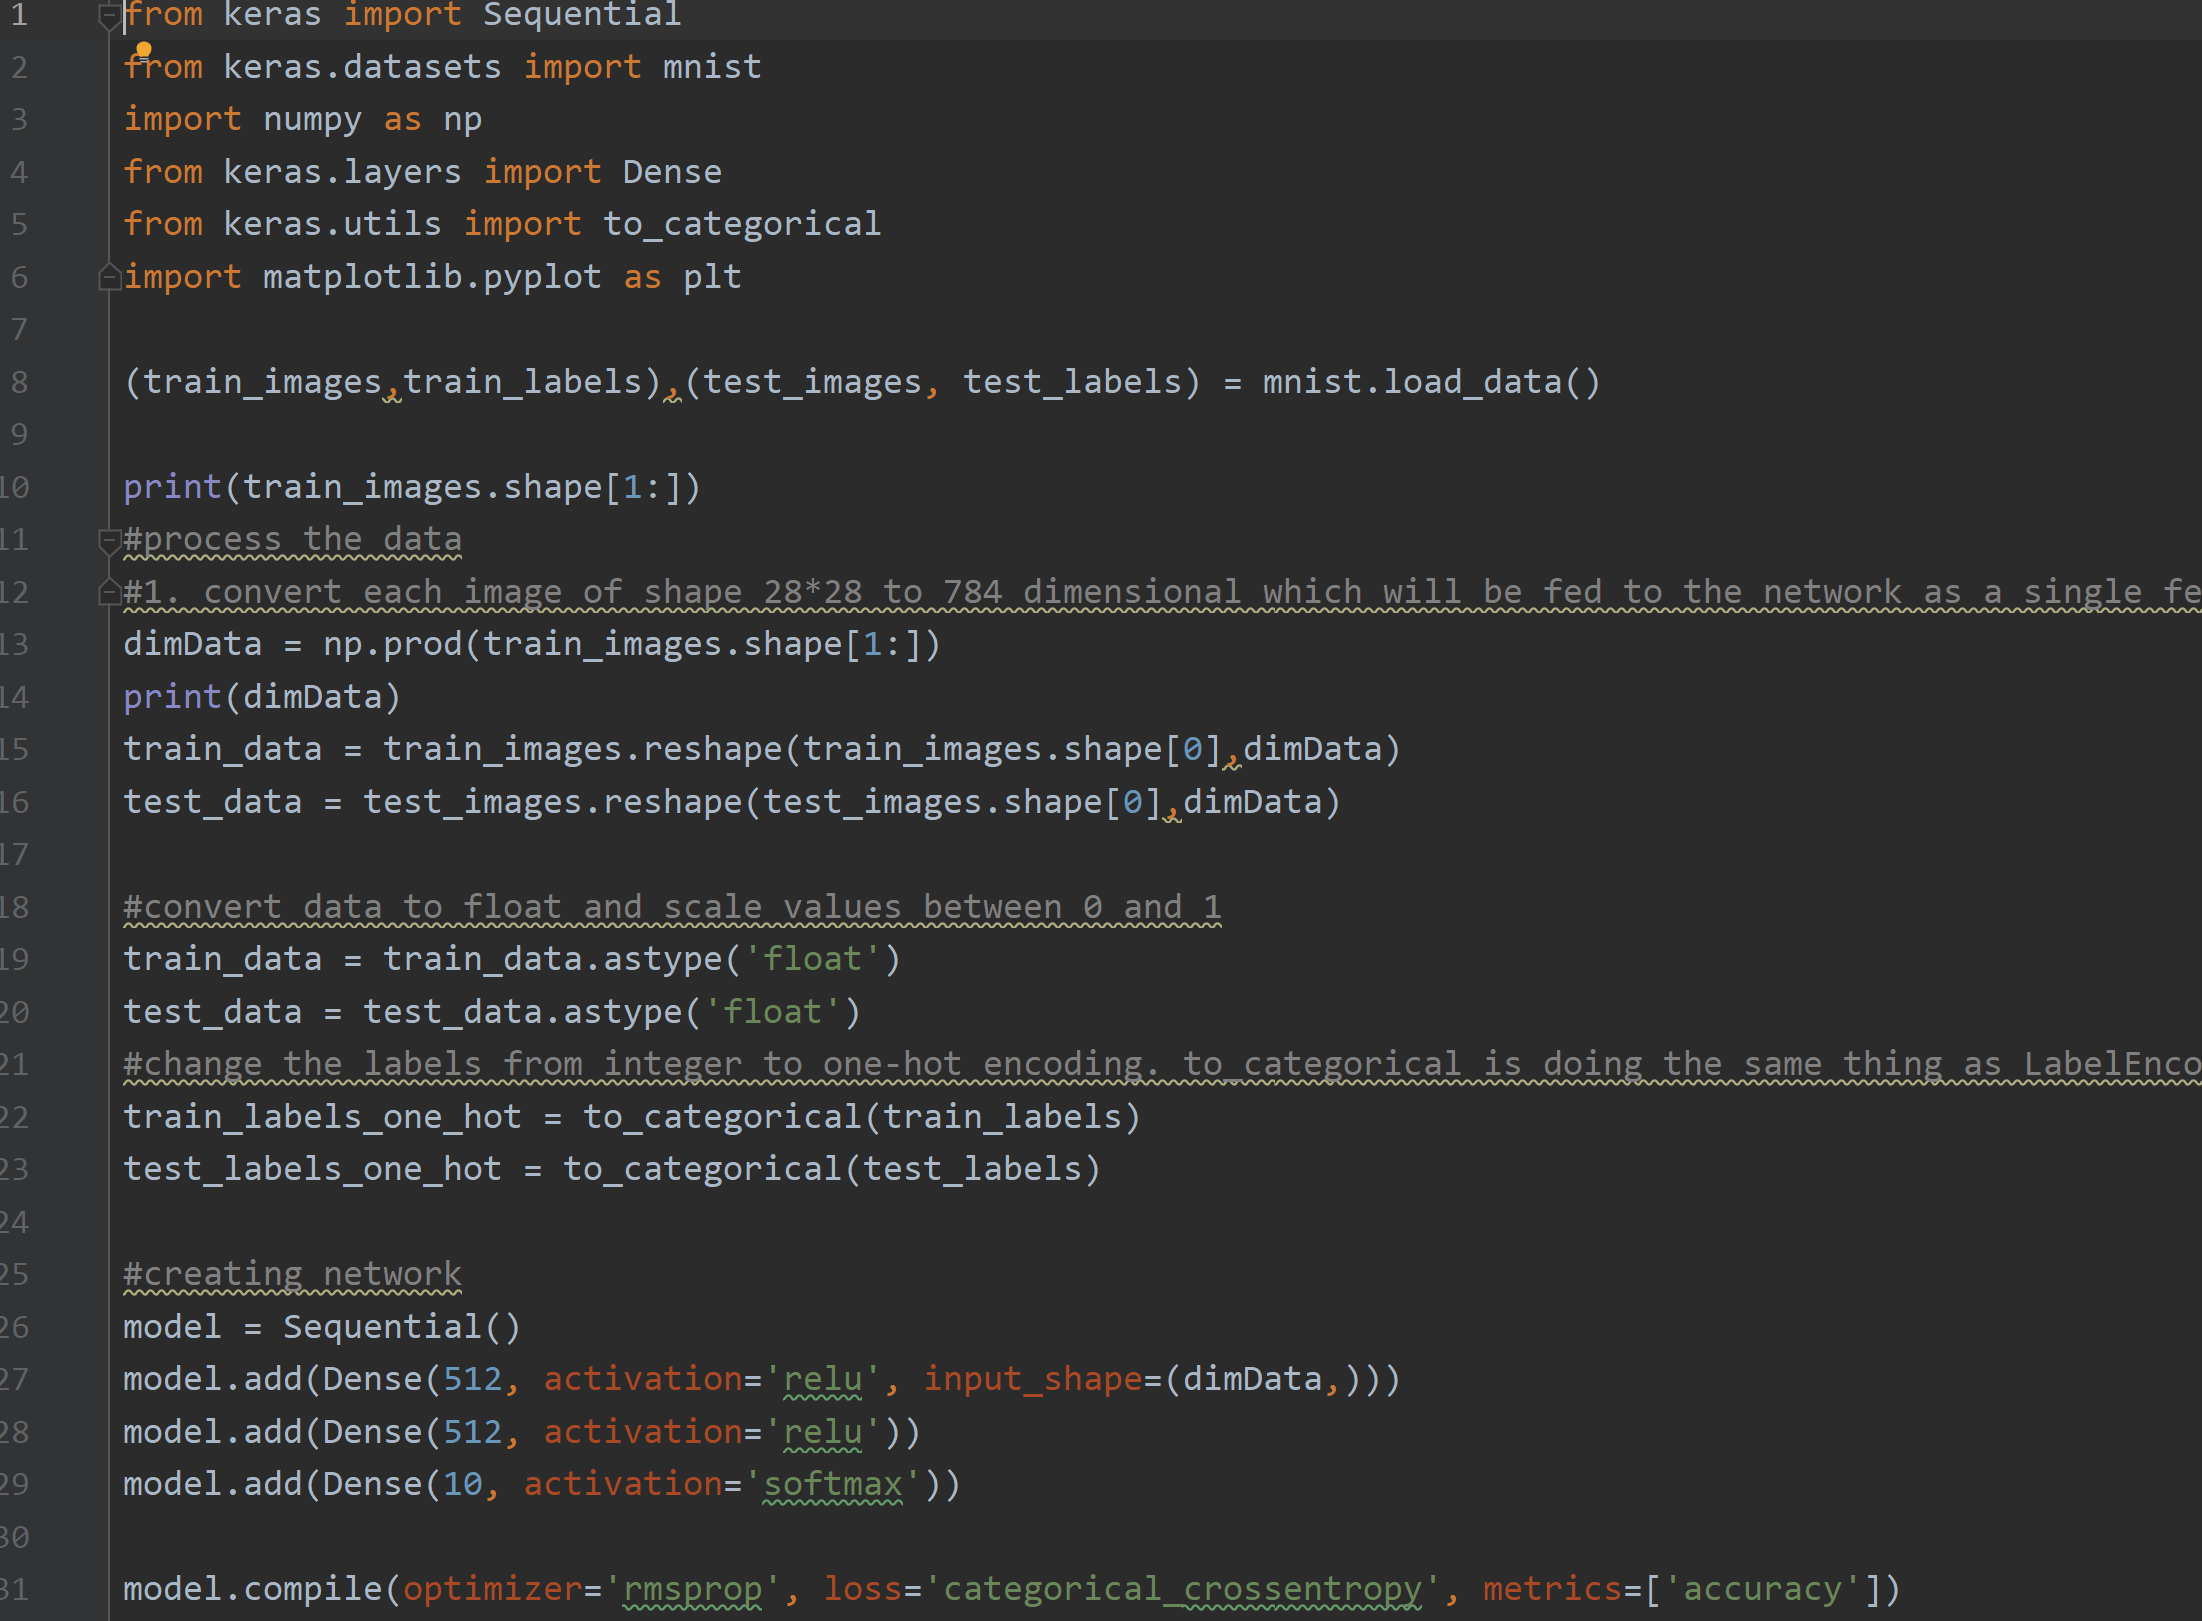 1 from keras import Sequential
2 from keras.datasets import mnist
3 import numpy as np
4 from keras.layers import Dense
5 from keras.utils import to_categorical
6 import matplotlib.pyplot as plt
7
8 (train_images,train_labels),(test_images, test_labels) = mnist.load_data()
9
10 print(train_images.shape[1:])
11 #process the data
12 #1. convert each image of shape 28*28 to 784 dimensional which will be fed to the network as a single fe
13 dimData = np.prod(train_images.shape[1:])
14 print(dimData)
15 train_data = train_images.reshape(train_images.shape[0],dimData)
16 test_data = test_images.reshape(test_images.shape[0],dimData)
17
18 #convert data to float and scale values between 0 and 1
19 train_data = train_data.astype('float')
20 test_data = test_data.astype('float')
21 #change the labels from integer to one-hot encoding. to_categorical is doing the same thing as LabelEnco
22 train_labels_one_hot = to_categorical(train_labels)
23 test_labels_one_hot = to_categorical(test_labels)
24
25 #creating network
26 model = Sequential()
27 model.add(Dense(512, activation='relu', input_shape=(dimData,)))
28 model.add(Dense(512, activation='relu'))
29 model.add(Dense(10, activation='softmax'))
30
31 model.compile(optimizer='rmsprop', loss='categorical_crossentropy', metrics=['accuracy'])